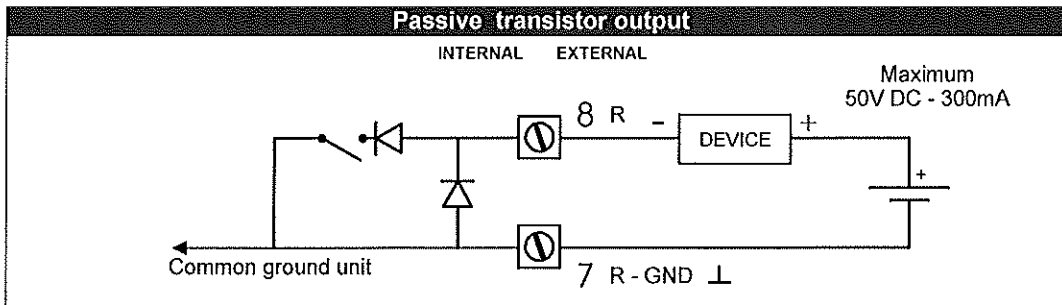 Passive transistor output
INTERNAL EXTERNAL
Maximum
50V DC - 300mA
8 R - DEVICE +
+
Common ground unit
7 R - GND ⊥